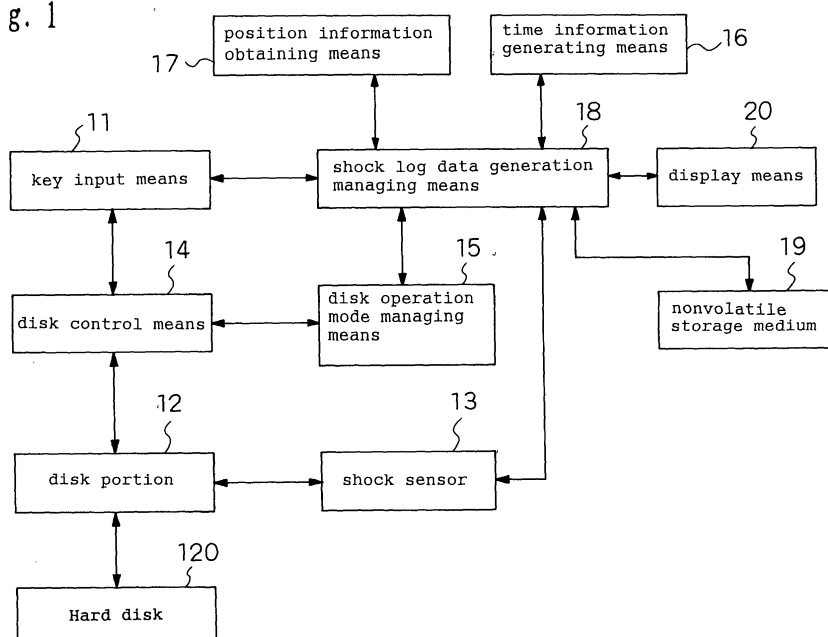 g. 1
position information
obtaining means
17
time information
generating means
16
11
key input means
18
shock log data generation
managing means
20
display means
14
disk control means
15
disk operation
mode managing
means
19
nonvolatile
storage medium
12
disk portion
13
shock sensor
120
Hard disk